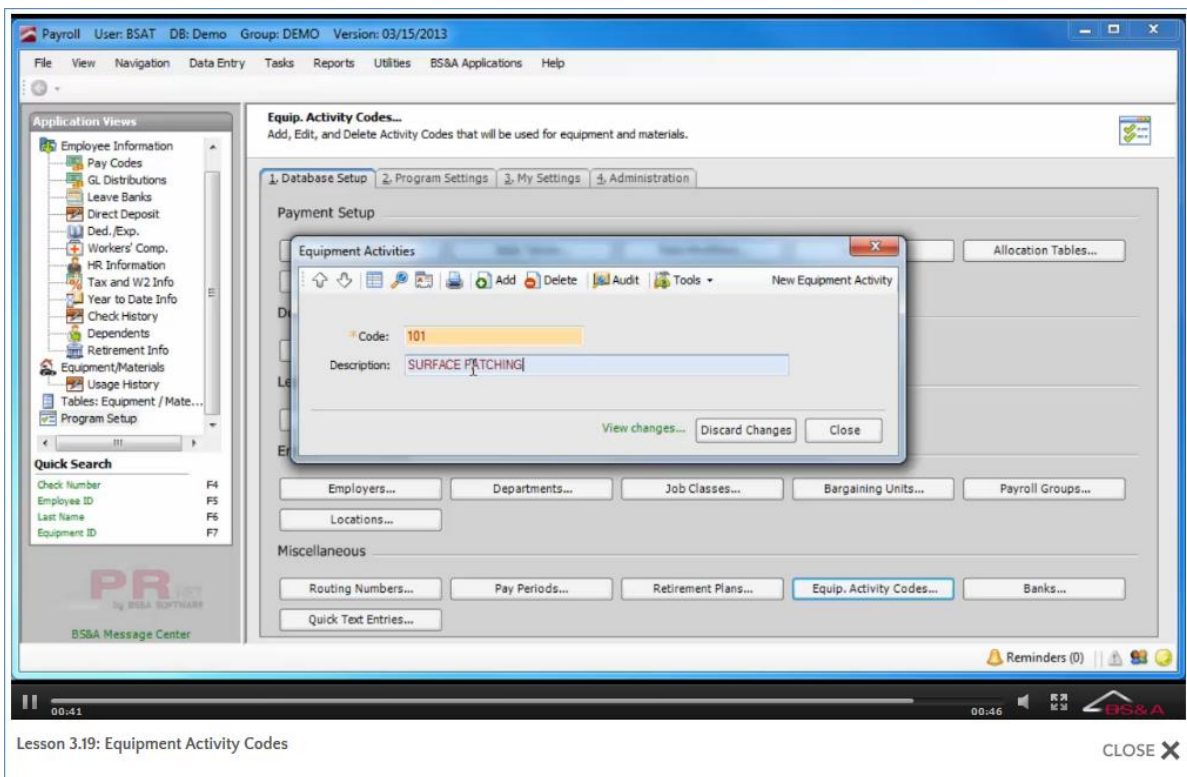 Payroll User: BSAT DB: Demo Group: DEMO Version: 03/15/2013
File View Navigation Data Entry Tasks Reports Utilities BS&A Applications Help
Application Views
Employee Information
Pay Codes
GL Distributions
Leave Banks
Direct Deposit
Ded./Exp.
Workers' Comp.
HR Information
Tax and W2 Info
Year to Date Info
Check History
Dependents
Retirement Info
Equipment/Materials
Usage History
Tables: Equipment / Mate...
Program Setup
Quick Search
Check Number F4
Employee ID F5
Last Name F6
Equipment ID F7
PR.NET
by BS&A SOFTWARE
BS&A Message Center
Equip. Activity Codes...
Add, Edit, and Delete Activity Codes that will be used for equipment and materials.
1. Database Setup 2. Program Settings 3. My Settings 4. Administration
Payment Setup
Allocation Tables...
Equipment Activities
Add Delete Audit Tools New Equipment Activity
*Code: 101
Description: SURFACE PATCHING
View changes... Discard Changes Close
Employers... Departments... Job Classes... Bargaining Units... Payroll Groups...
Locations...
Miscellaneous
Routing Numbers... Pay Periods... Retirement Plans... Equip. Activity Codes... Banks...
Quick Text Entries...
Reminders (0)
00:41 00:46 BS&A
Lesson 3.19: Equipment Activity Codes
CLOSE X